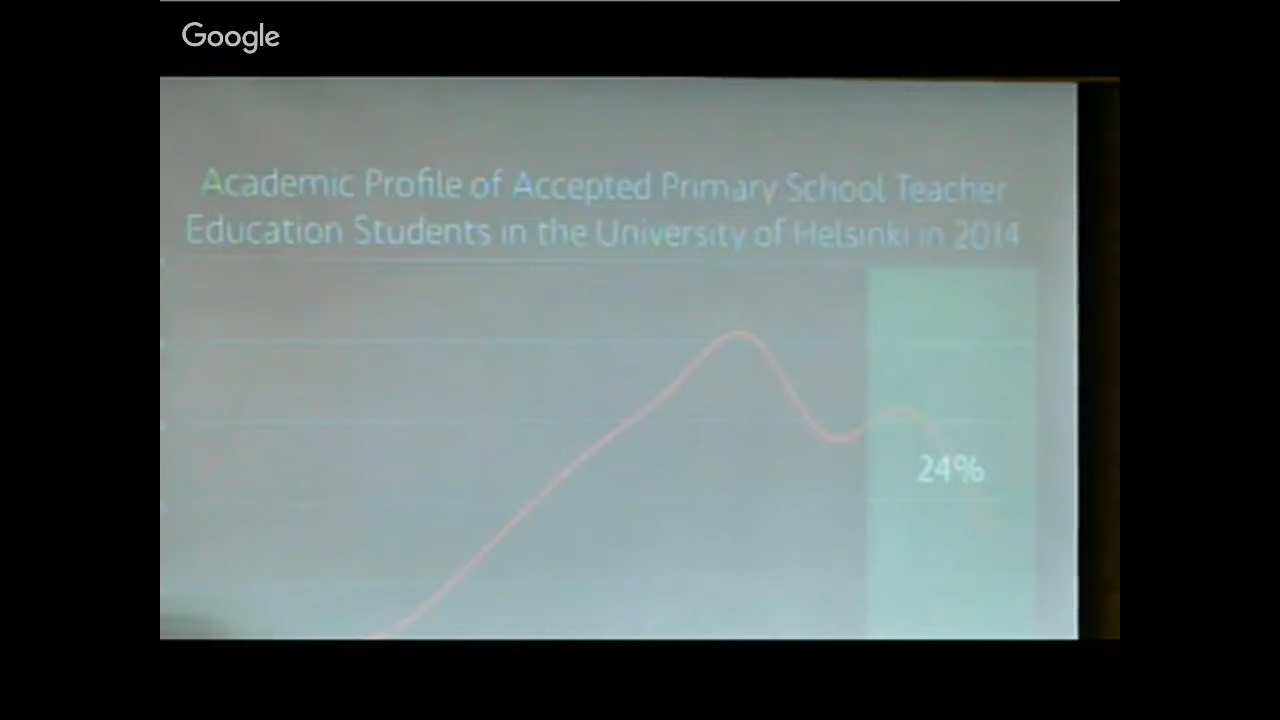 Google
Academic Profile of Accepted Primary School Teacher
Education Students in the University of Helsinki in 2014
24%